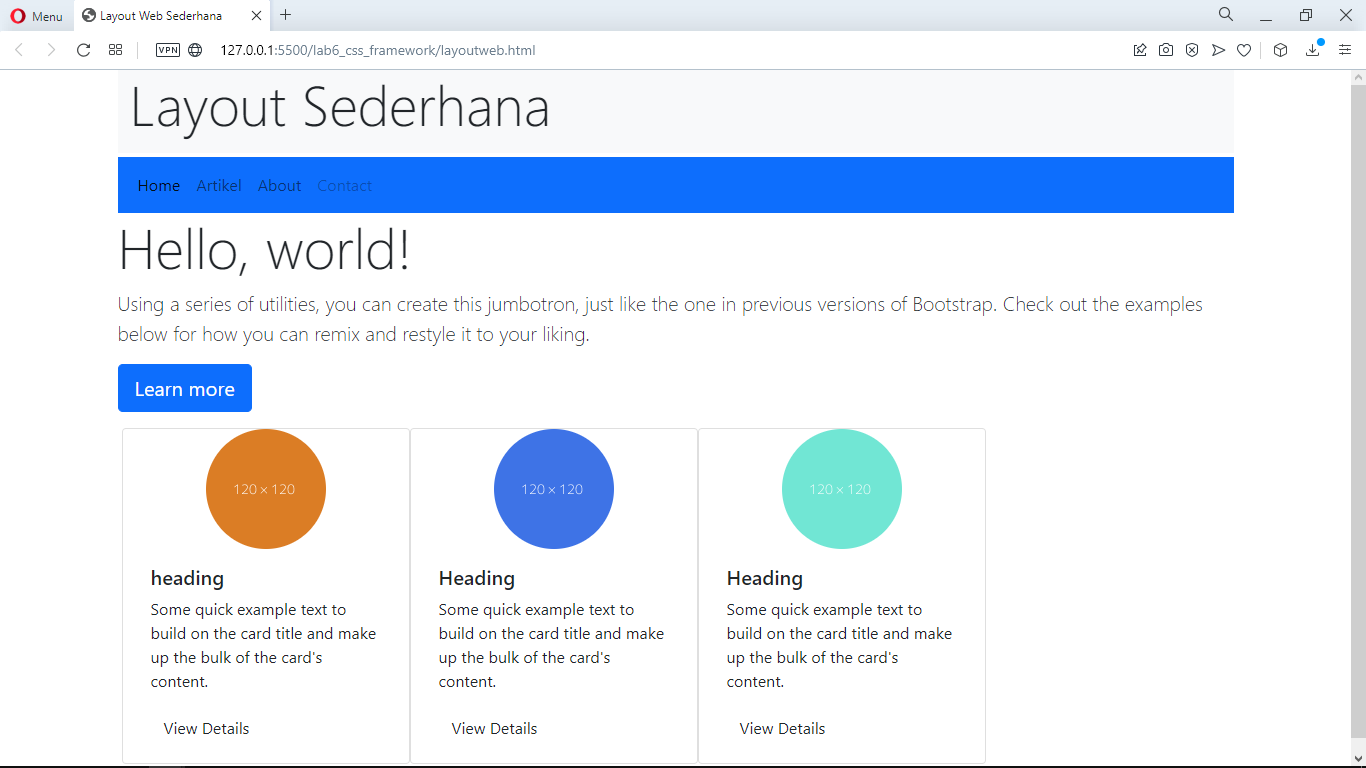 Menu
Layout Web Sederhana
VPN
127.0.0.1:5500/lab6_css_framework/layoutweb.html
Layout Sederhana
Home Artikel About Contact
Hello, world!
Using a series of utilities, you can create this jumbotron, just like the one in previous versions of Bootstrap. Check out the examples
below for how you can remix and restyle it to your liking.
Learn more
120 × 120
heading
Some quick example text to
build on the card title and make
up the bulk of the card's
content.
View Details
120 × 120
Heading
Some quick example text to
build on the card title and make
up the bulk of the card's
content.
View Details
120 × 120
Heading
Some quick example text to
build on the card title and make
up the bulk of the card's
content.
View Details